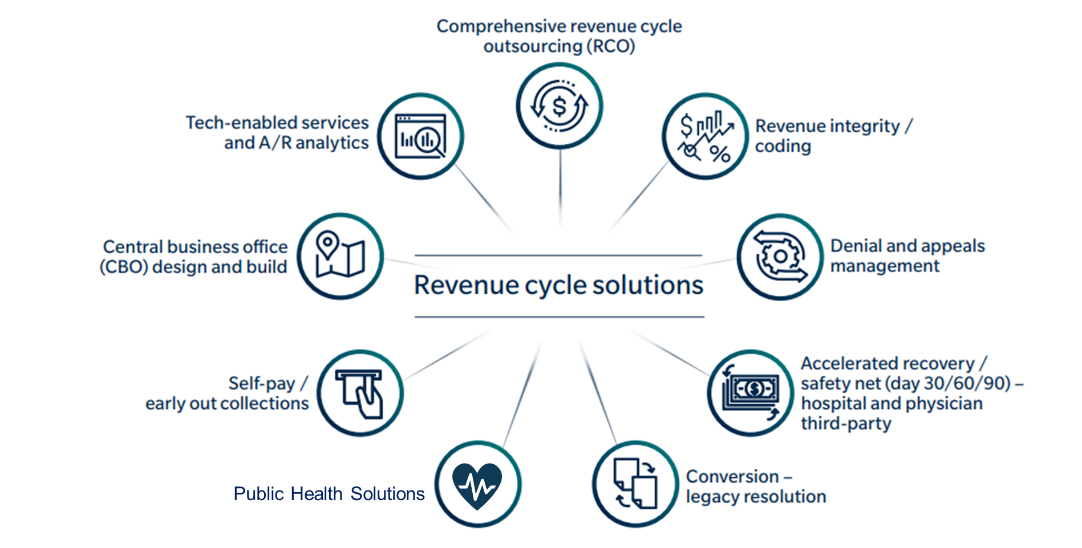 Comprehensive revenue cycle
outsourcing (RCO)
Tech-enabled services
and A/R analytics
Revenue integrity /
coding
Central business office
(CBO) design and build
Denial and appeals
management
Revenue cycle solutions
Self-pay /
early out collections
Accelerated recovery /
safety net (day 30/60/90) –
hospital and physician
third-party
Public Health Solutions
Conversion –
legacy resolution